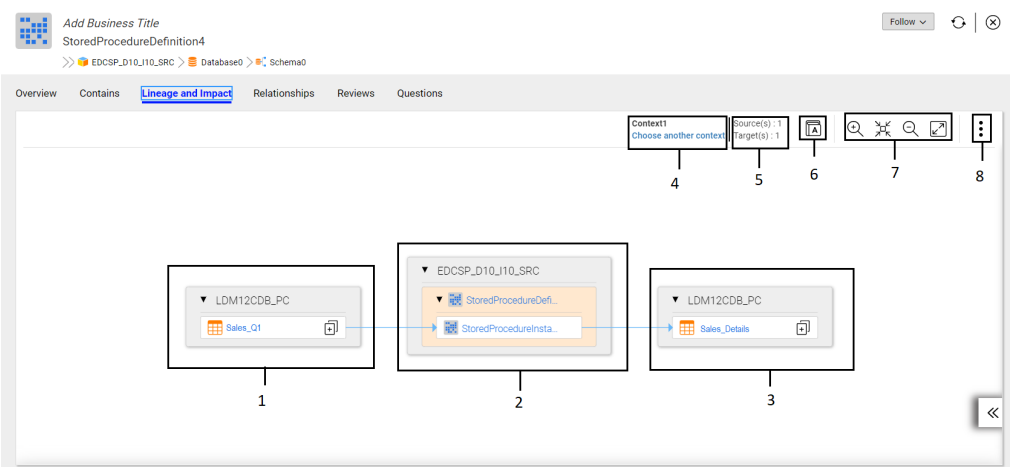 Add Business Title
Follow
StoredProcedureDefinition4
EDCSP_D10_I10_SRC
Database0
Schema0
Overview
Contains
Lineage and Impact
Relationships
Reviews
Questions
Context1
Choose another context
Source(s) : 1
Target(s) : 1
A
4
5
6
7
8
LDM12CDB_PC
Sales_Q1
1
EDCSP_D10_I10_SRC
StoredProcedureDefi...
StoredProcedureInsta...
2
LDM12CDB_PC
Sales_Details
3